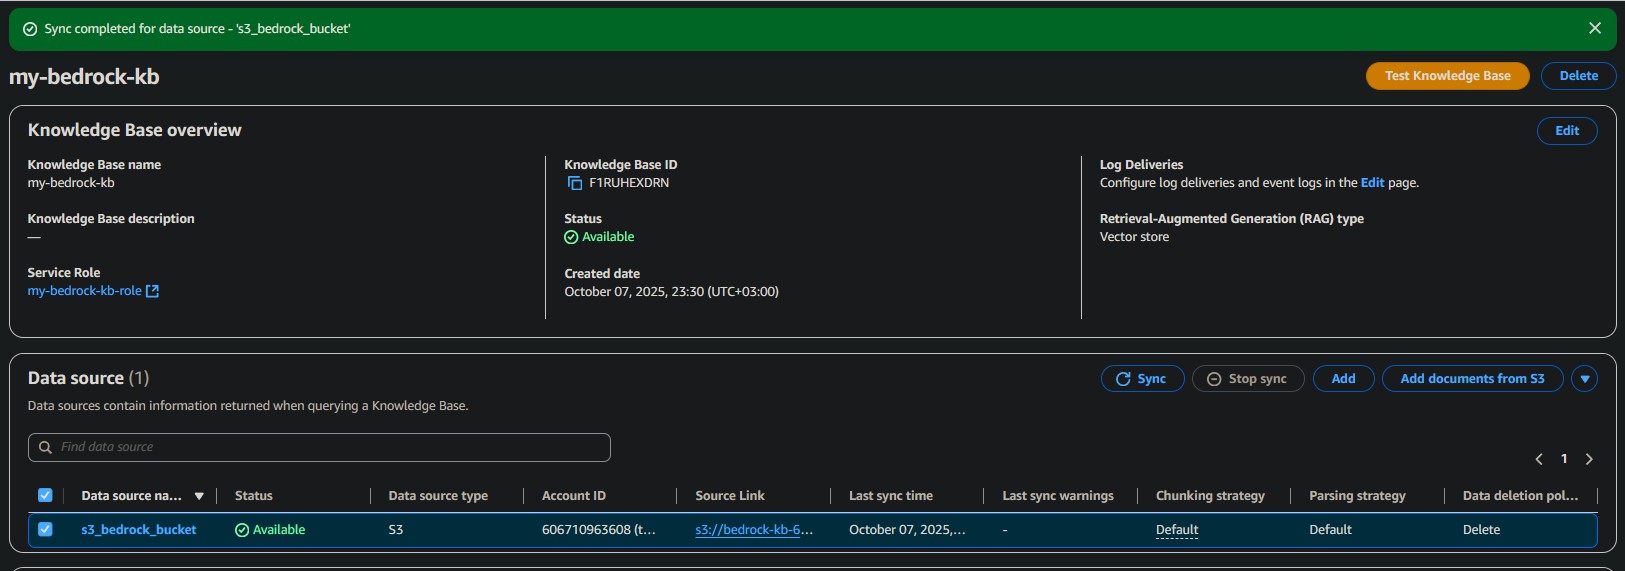 Sync completed for data source - 's3_bedrock_bucket'
my-bedrock-kb
Test Knowledge Base
Delete
Knowledge Base overview
Edit
Knowledge Base name
my-bedrock-kb
Knowledge Base description
—
Service Role
my-bedrock-kb-role
Knowledge Base ID
F1RUHEXDRN
Status
Available
Created date
October 07, 2025, 23:30 (UTC+03:00)
Log Deliveries
Configure log deliveries and event logs in the Edit page.
Retrieval-Augmented Generation (RAG) type
Vector store
Data source (1)
Sync
Stop sync
Add
Add documents from S3
Data sources contain information returned when querying a Knowledge Base.
Find data source
1
Data source na... Status Data source type Account ID Source Link Last sync time Last sync warnings Chunking strategy Parsing strategy Data deletion pol...
s3_bedrock_bucket Available S3 606710963608 (t... s3://bedrock-kb-6... October 07, 2025,... - Default Default Delete